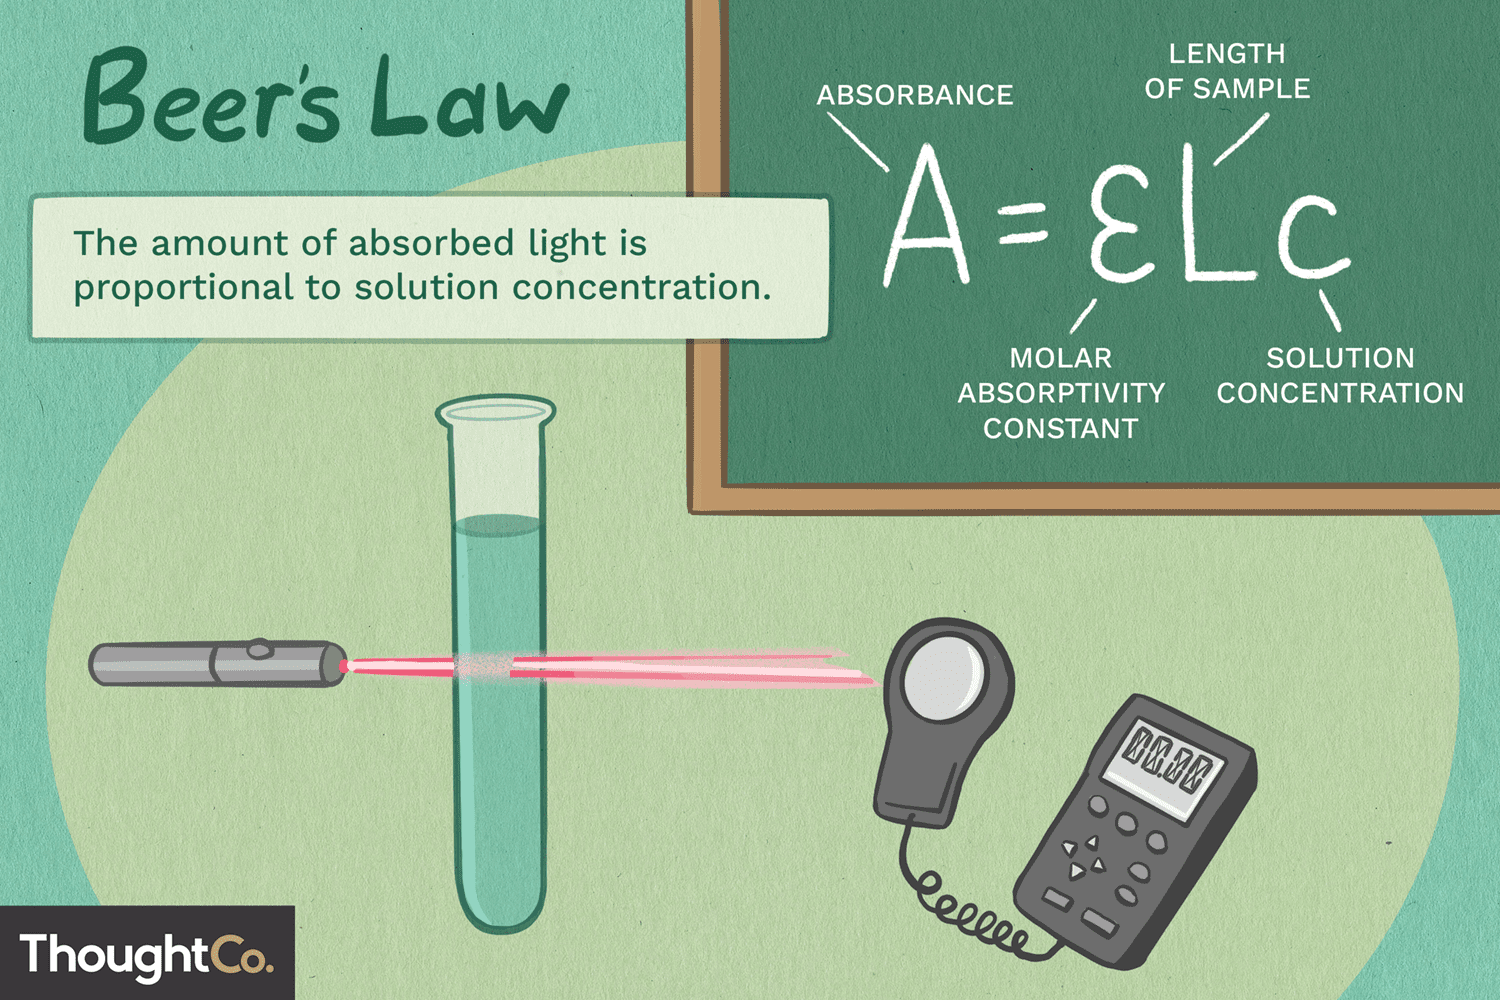 Beer's Law
The amount of absorbed light is
proportional to solution concentration.
ABSORBANCE
LENGTH
OF SAMPLE
A = εLc
MOLAR
ABSORPTIVITY
CONSTANT
SOLUTION
CONCENTRATION
ThoughtCo.